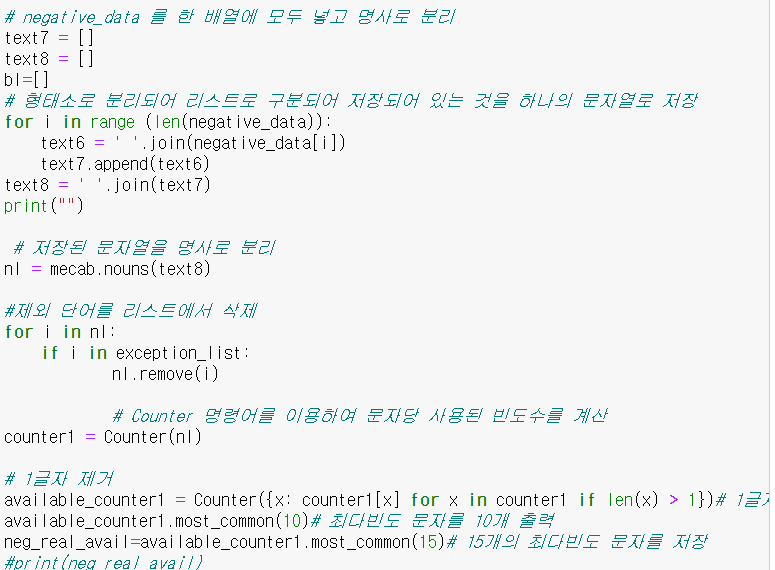 # negative_data 를 한 배열에 모두 넣고 명사로 분리
text7 = []
text8 = []
bl=[]
# 형태소로 분리되어 리스트로 구분되어 저장되어 있는 것을 하나의 문자열로 저장
for i in range (len(negative_data)):
    text6 = ' '.join(negative_data[i])
    text7.append(text6)
text8 = ' '.join(text7)
print("")
 # 저장된 문자열을 명사로 분리
nl = mecab.nouns(text8)
#제외 단어를 리스트에서 삭제
for i in nl:
    if i in exception_list:
            nl.remove(i)
            # Counter 명령어를 이용하여 문자당 사용된 빈도수를 계산
counter1 = Counter(nl)
# 1글자 제거
available_counter1 = Counter({x: counter1[x] for x in counter1 if len(x) > 1})# 1글
available_counter1.most_common(10)# 최다빈도 문자를 10개 출력
neg_real_avail=available_counter1.most_common(15)# 15개의 최다빈도 문자를 저장
#print(neg_real_avail)